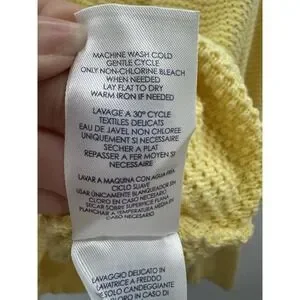 MACHINE WASH COLD
GENTLE CYCLE
ONLY NON-CHLORINE BLEACH
WHEN NEEDED
LAY FLAT TO DRY
WARM IRON IF NEEDED
LAVAGE A 30° CYCLE
TEXTILES DELICATS
EAU DE JAVEL NON CHLOREE
UNIQUEMENT SI NECESSAIRE
SECHER A PLAT
REPASSER A FER MOYEN SI
NECESSAIRE
LAVAR A MAQUINA CON AGUA FRIA
CICLO SUAVE
USAR ÚNICAMENTE BLANQUEADOR SIN
CLORO EN CASO NECESARIO
SECAR SOBRE SUPERFICIE PLANA
PLANCHAR A TEMPERATURA MEDIA EN
CASO NECESARIO
LAVAGGIO DELICATO IN
LAVATRICE A FREDDO
SOLO CANDEGGIANTE
CLORO IN CASO DI